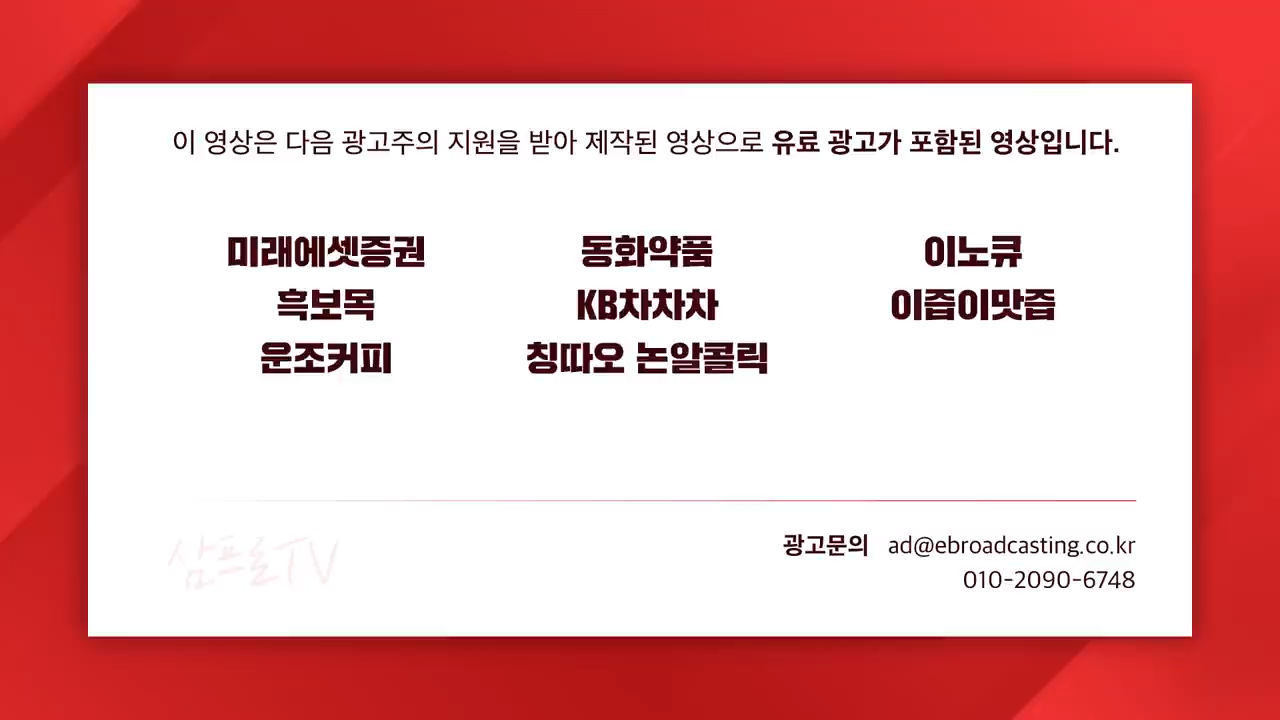 이 영상은 다음 광고주의 지원을 받아 제작된 영상으로 유료 광고가 포함된 영상입니다.
미래에셋증권 동화약품 이노큐
흑보목 KB차차차 이즙이맛즙
운조커피 칭따오 논알콜릭
삼프로TV
광고문의 ad@ebroadcasting.co.kr
010-2090-6748